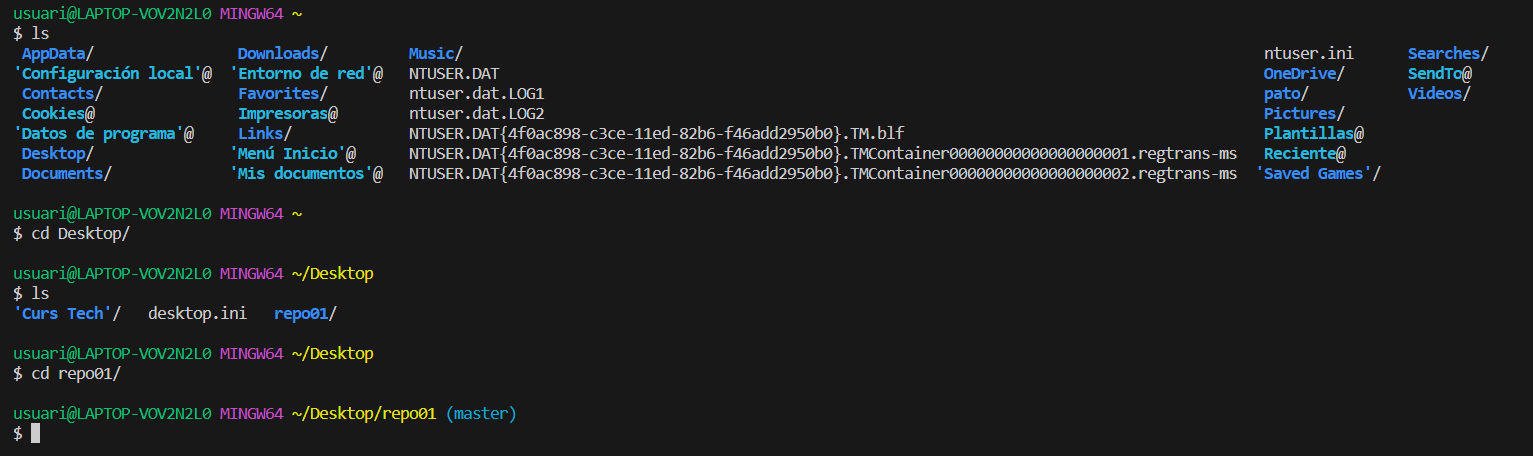 usuari@LAPTOP-VOV2N2L0 MINGW64 ~
$ ls
AppData/ Downloads/ Music/ ntuser.ini Searches/
'Configuración local'@ 'Entorno de red'@ NTUSER.DAT OneDrive/ SendTo@
Contacts/ Favorites/ ntuser.dat.LOG1 pato/ Videos/
Cookies@ Impresoras@ ntuser.dat.LOG2 Pictures/
'Datos de programa'@ Links/ NTUSER.DAT{4f0ac898-c3ce-11ed-82b6-f46add2950b0}.TM.blf Plantillas@
Desktop/ 'Menú Inicio'@ NTUSER.DAT{4f0ac898-c3ce-11ed-82b6-f46add2950b0}.TMContainer00000000000000000001.regtrans-ms Reciente@
Documents/ 'Mis documentos'@ NTUSER.DAT{4f0ac898-c3ce-11ed-82b6-f46add2950b0}.TMContainer00000000000000000002.regtrans-ms 'Saved Games'/
usuari@LAPTOP-VOV2N2L0 MINGW64 ~
$ cd Desktop/
usuari@LAPTOP-VOV2N2L0 MINGW64 ~/Desktop
$ ls
'Curs Tech'/ desktop.ini repo01/
usuari@LAPTOP-VOV2N2L0 MINGW64 ~/Desktop
$ cd repo01/
usuari@LAPTOP-VOV2N2L0 MINGW64 ~/Desktop/repo01 (master)
$